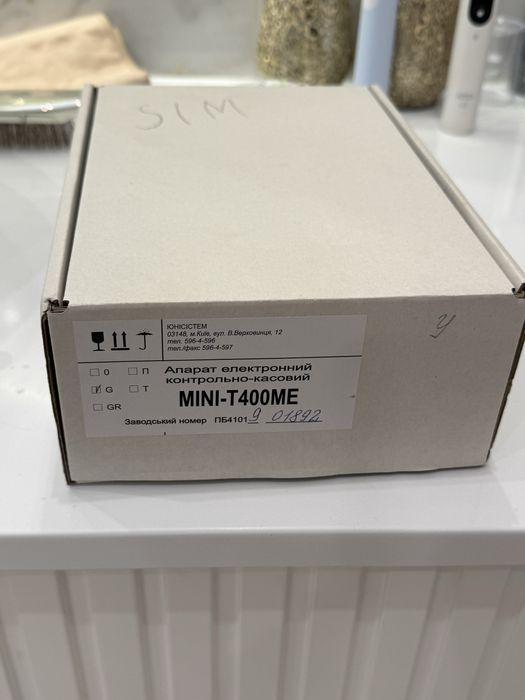 SIM
У
ЮНІСІСТЕМ
03148, м.Київ, вул. В.Верховинця, 12
тел. 596-4-596
тел./факс 596-4-597
О П
G Т
GR
Апарат електронний
контрольно-касовий
MINI-T400ME
Заводський номер ПБ4101 9 01892